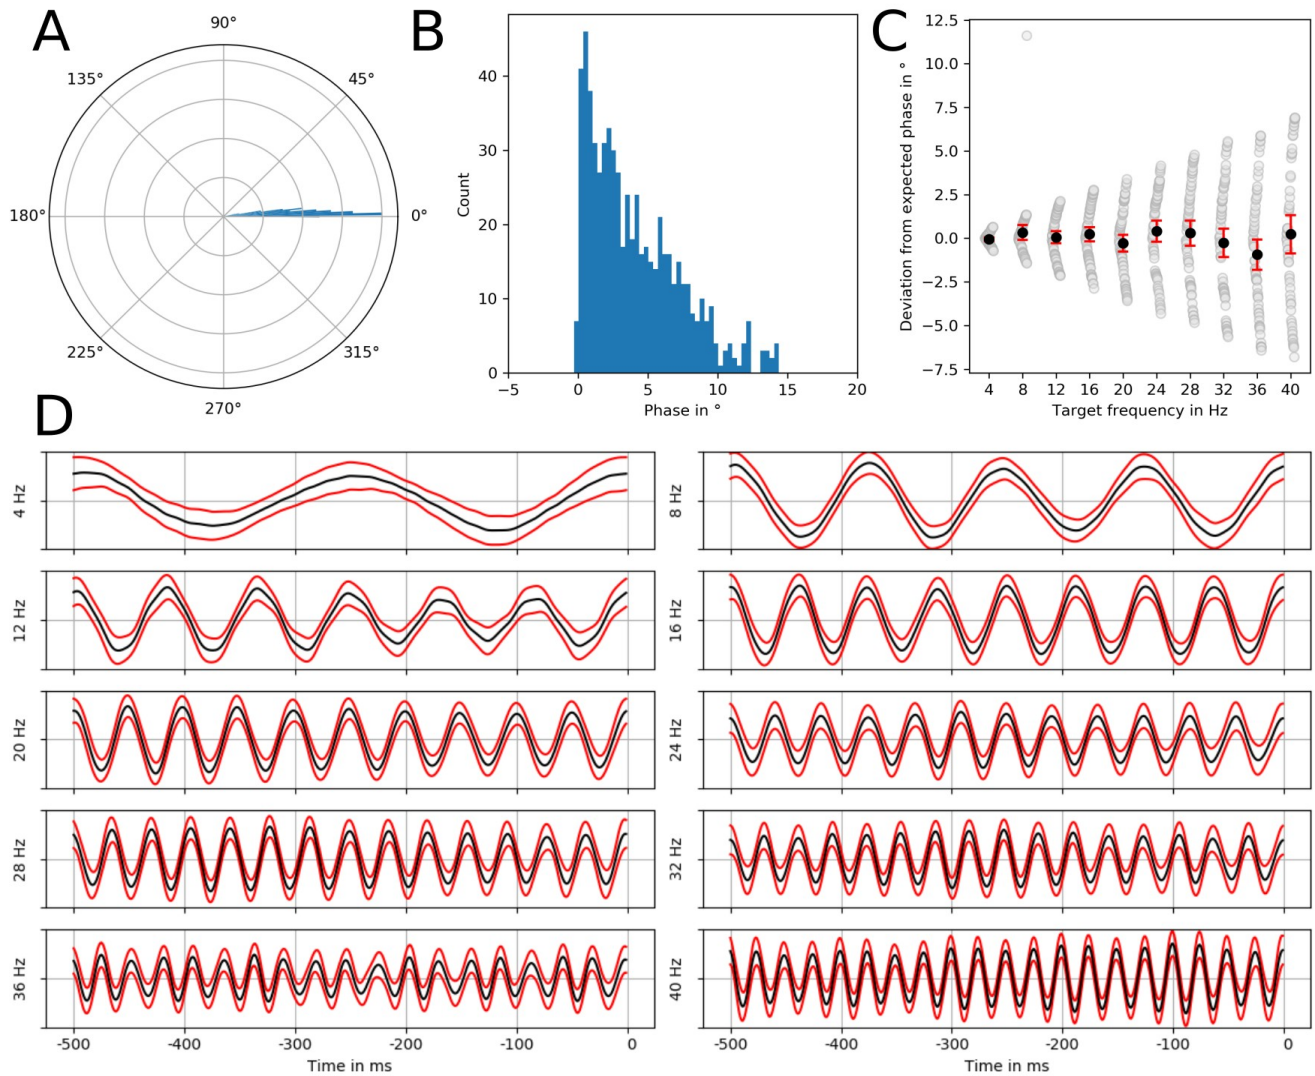 A
90°
135°
45°
180°
0°
225°
315°
270°
B
Count
40
30
20
10
0
-5
0
5
10
15
20
Phase in °
C
Deviation from expected phase in °
12.5
10.0
7.5
5.0
2.5
0.0
−2.5
−5.0
−7.5
4 8 12 16 20 24 28 32 36 40
Target frequency in Hz
D
4 Hz
8 Hz
12 Hz
16 Hz
20 Hz
24 Hz
28 Hz
32 Hz
36 Hz
40 Hz
-500 -400 -300 -200 -100 0
Time in ms
-500 -400 -300 -200 -100 0
Time in ms